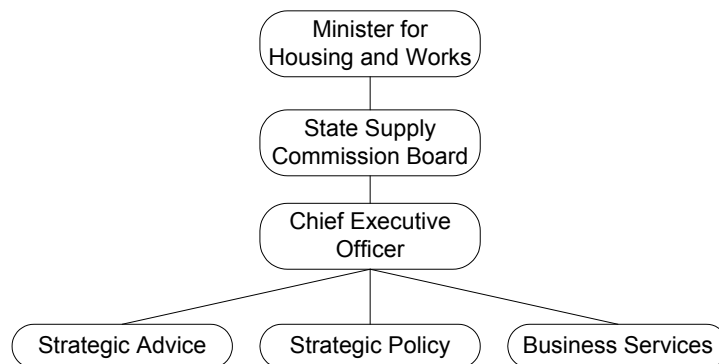 Minister for
Housing and Works
State Supply
Commission Board
Chief Executive
Officer
Strategic Advice
Strategic Policy
Business Services